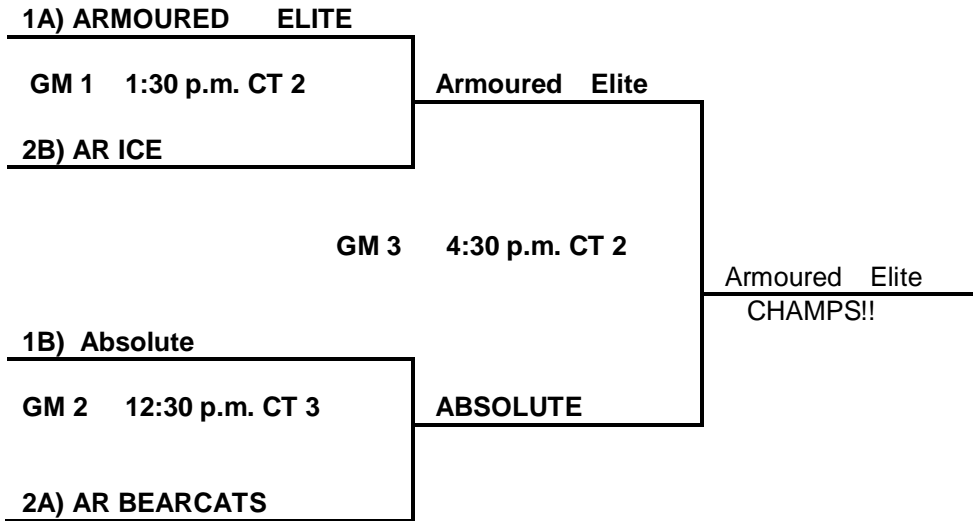 1A) ARMOURED ELITE
GM 1 1:30 p.m. CT 2 Armoured Elite
2B) AR ICE
GM 3 4:30 p.m. CT 2
Armoured Elite
CHAMPS!!
1B) Absolute
GM 2 12:30 p.m. CT 3 ABSOLUTE
2A) AR BEARCATS